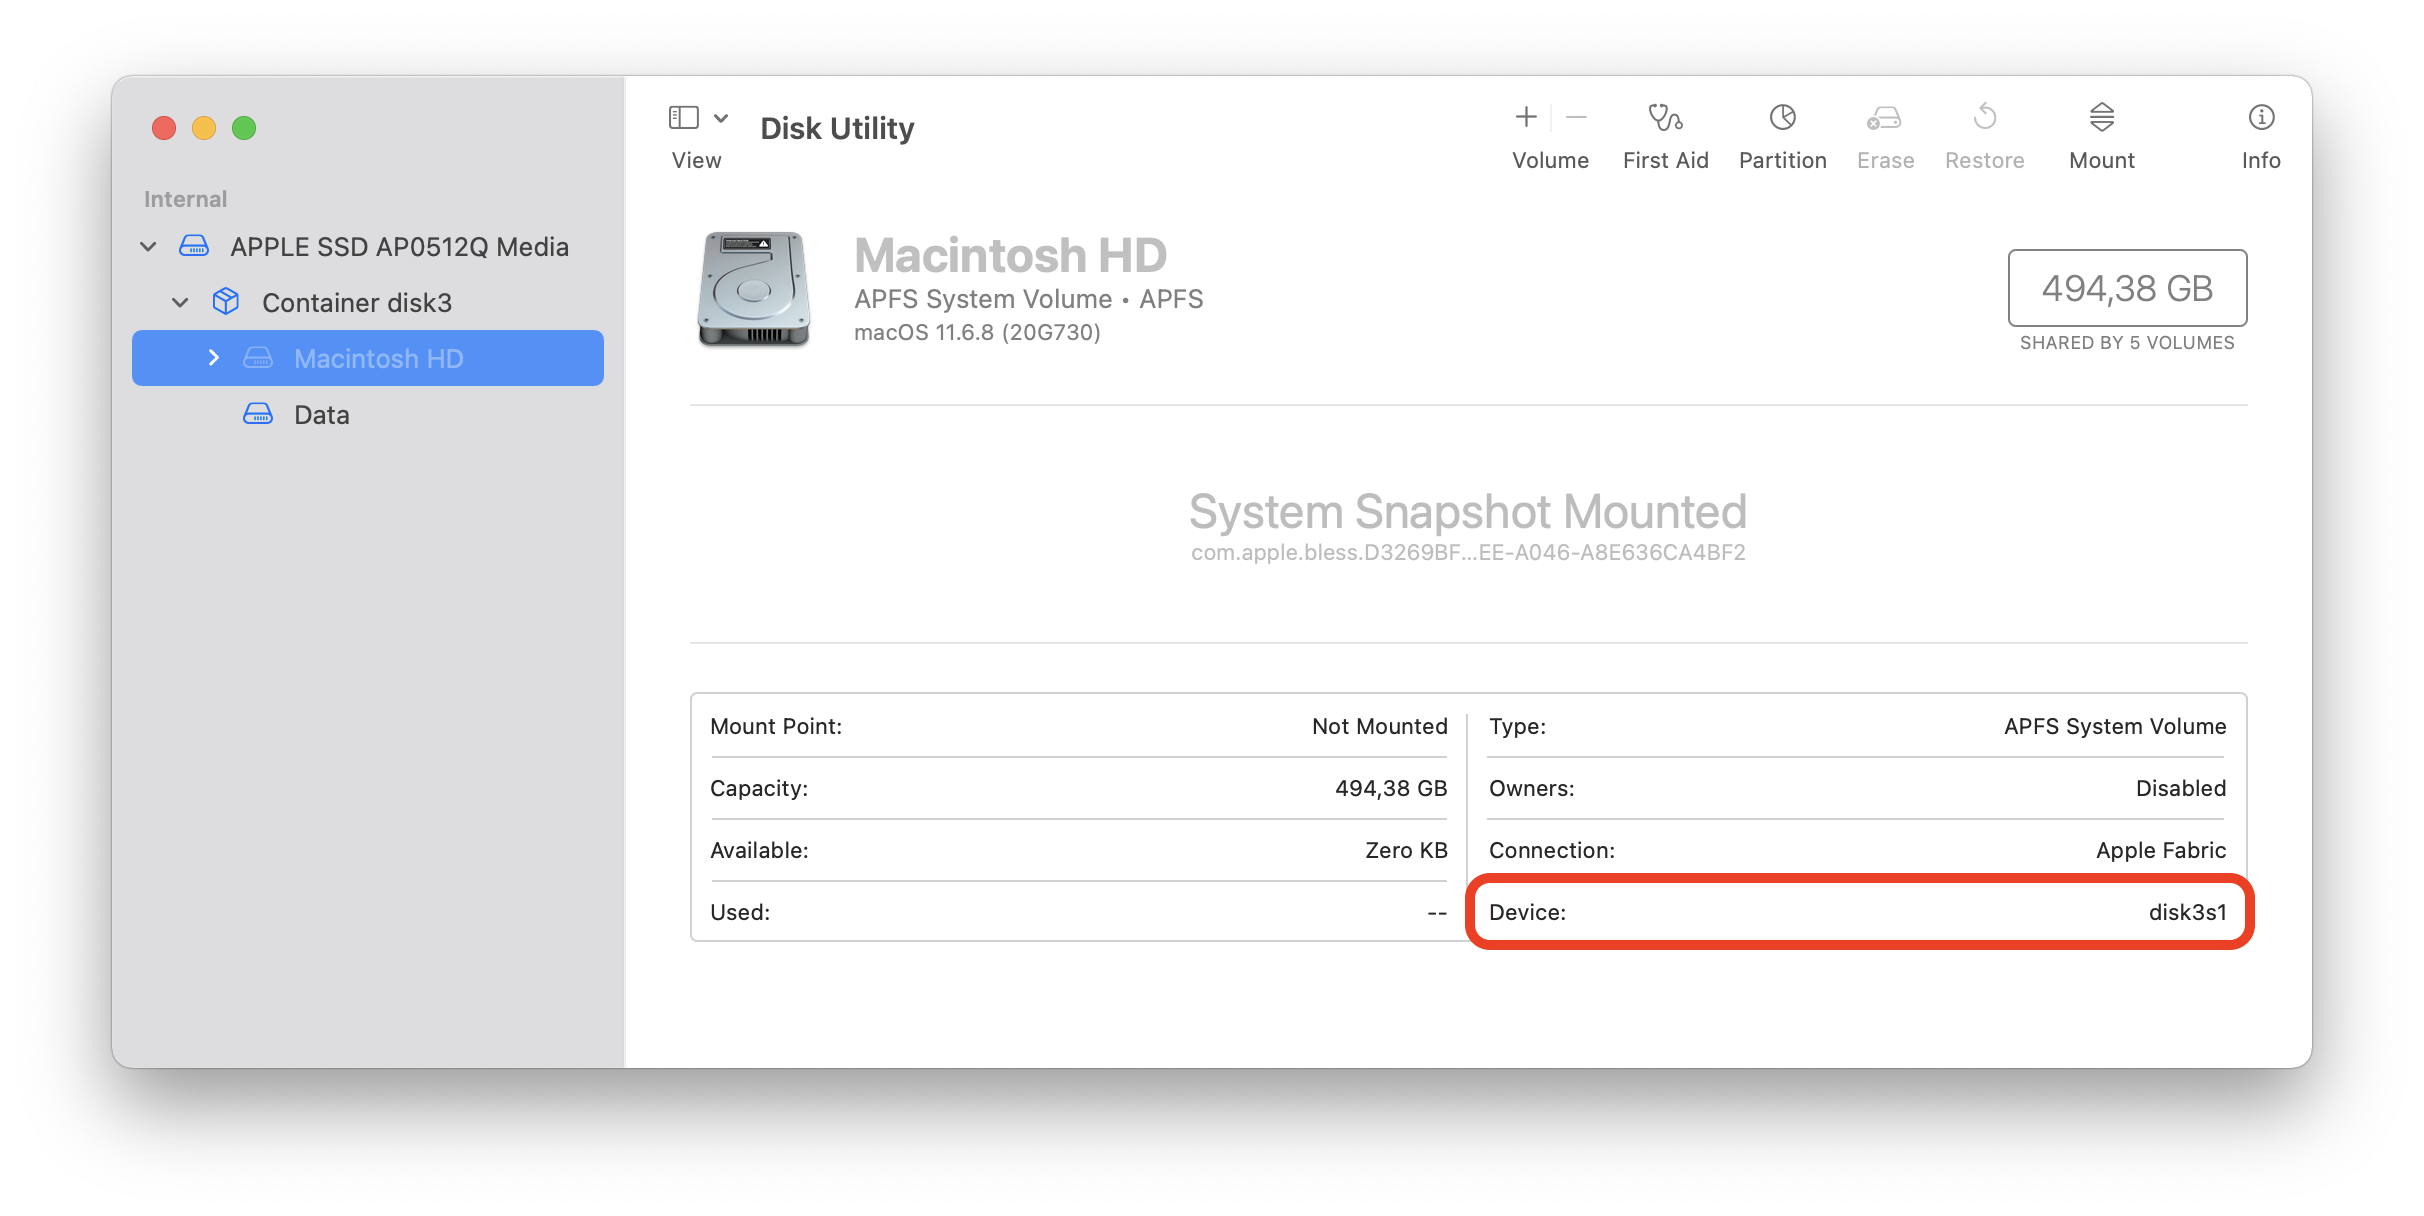 View
Disk Utility
Volume
First Aid
Partition
Erase
Restore
Mount
Info
Internal
APPLE SSD AP0512Q Media
Container disk3
Macintosh HD
Data
Macintosh HD
APFS System Volume • APFS
macOS 11.6.8 (20G730)
494,38 GB
SHARED BY 5 VOLUMES
System Snapshot Mounted
com.apple.bless.D3269BF...EE-A046-A8E636CA4BF2
Mount Point: Not Mounted
Capacity: 494,38 GB
Available: Zero KB
Used: --
Type: APFS System Volume
Owners: Disabled
Connection: Apple Fabric
Device: disk3s1